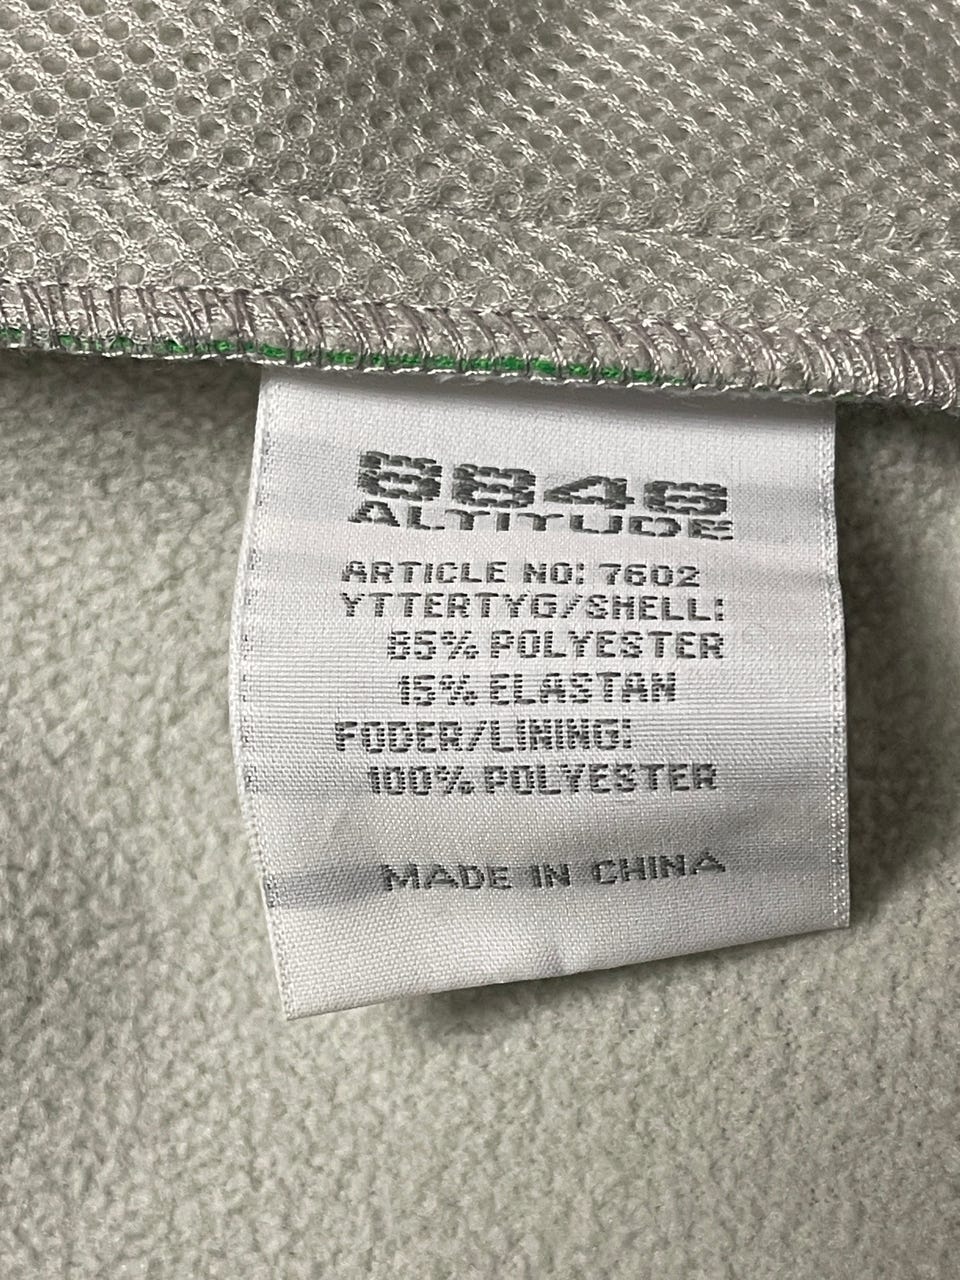 8848
ALTITUDE
ARTICLE NO: 7602
YTTERTYG/SHELL:
85% POLYESTER
15% ELASTAN
FODER/LINING:
100% POLYESTER
MADE IN CHINA